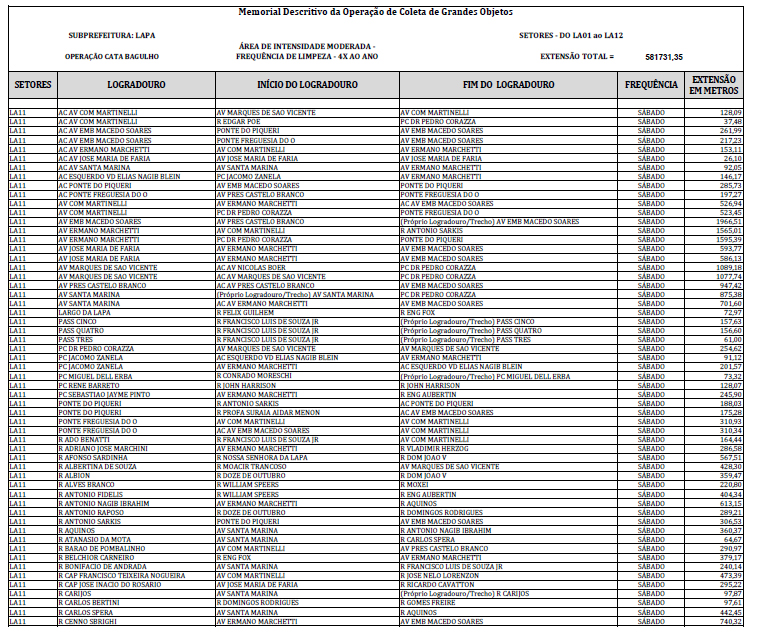 Memorial Descritivo da Operação de Coleta de Grandes Objetos
SUBPREFEITURA: LAPA
SETORES - DO LA01 ao LA12
ÁREA DE INTENSIDADE MODERADA -
OPERAÇÃO CATA BAGULHO FREQUÊNCIA DE LIMPEZA - 4X AO ANO EXTENSÃO TOTAL = 581731,35
SETORES LOGRADOURO INÍCIO DO LOGRADOURO FIM DO LOGRADOURO FREQUÊNCIA EXTENSÃO EM METROS
LA11 AC AV COM MARTINELLI AV MARQUES DE SAO VICENTE AV COM MARTINELLI SÁBADO 128,09
LA11 AC AV COM MARTINELLI R EDGAR POE PC DR PEDRO CORAZZA SÁBADO 37,48
LA11 AC AV EMB MACEDO SOARES PONTE DO PIQUERI AV EMB MACEDO SOARES SÁBADO 261,99
LA11 AC AV EMB MACEDO SOARES PONTE FREGUESIA DO O AV EMB MACEDO SOARES SÁBADO 217,23
LA11 AC AV ERMANO MARCHETTI AV COM MARTINELLI AV ERMANO MARCHETTI SÁBADO 153,11
LA11 AC AV JOSE MARIA DE FARIA AV JOSE MARIA DE FARIA AV JOSE MARIA DE FARIA SÁBADO 26,10
LA11 AC AV SANTA MARINA AV SANTA MARINA AV ERMANO MARCHETTI SÁBADO 92,05
LA11 AC ESQUERDO VD ELIAS NAGIB BLEIN PC JACOMO ZANELA AV ERMANO MARCHETTI SÁBADO 146,17
LA11 AC PONTE DO PIQUERI AV EMB MACEDO SOARES PONTE DO PIQUERI SÁBADO 285,73
LA11 AC PONTE FREGUESIA DO O AV PRES CASTELO BRANCO PONTE FREGUESIA DO O SÁBADO 197,27
LA11 AV COM MARTINELLI AV ERMANO MARCHETTI AC AV EMB MACEDO SOARES SÁBADO 526,94
LA11 AV COM MARTINELLI PC DR PEDRO CORAZZA PONTE FREGUESIA DO O SÁBADO 523,45
LA11 AV EMB MACEDO SOARES AV PRES CASTELO BRANCO (Próprio Logradouro/Trecho) AV EMB MACEDO SOARES SÁBADO 1966,51
LA11 AV ERMANO MARCHETTI AV COM MARTINELLI R ANTONIO SARKIS SÁBADO 1565,01
LA11 AV ERMANO MARCHETTI PC DR PEDRO CORAZZA PONTE DO PIQUERI SÁBADO 1595,39
LA11 AV JOSE MARIA DE FARIA AV ERMANO MARCHETTI AV EMB MACEDO SOARES SÁBADO 593,77
LA11 AV JOSE MARIA DE FARIA AV ERMANO MARCHETTI AV EMB MACEDO SOARES SÁBADO 586,13
LA11 AV MARQUES DE SAO VICENTE AC AV NICOLAS BOER PC DR PEDRO CORAZZA SÁBADO 1089,18
LA11 AV MARQUES DE SAO VICENTE AC AV MARQUES DE SAO VICENTE PC DR PEDRO CORAZZA SÁBADO 1077,74
LA11 AV PRES CASTELO BRANCO AC AV PRES CASTELO BRANCO AV EMB MACEDO SOARES SÁBADO 947,42
LA11 AV SANTA MARINA (Próprio Logradouro/Trecho) AV SANTA MARINA PC DR PEDRO CORAZZA SÁBADO 875,38
LA11 AV SANTA MARINA AC AV ERMANO MARCHETTI AV EMB MACEDO SOARES SÁBADO 701,60
LA11 LARGO DA LAPA R FELIX GUILHEM R ENG FOX SÁBADO 72,97
LA11 PASS CINCO R FRANCISCO LUIS DE SOUZA JR (Próprio Logradouro/Trecho) PASS CINCO SÁBADO 157,63
LA11 PASS QUATRO R FRANCISCO LUIS DE SOUZA JR (Próprio Logradouro/Trecho) PASS QUATRO SÁBADO 156,60
LA11 PASS TRES R FRANCISCO LUIS DE SOUZA JR (Próprio Logradouro/Trecho) PASS TRES SÁBADO 61,00
LA11 PC DR PEDRO CORAZZA AV MARQUES DE SAO VICENTE AV MARQUES DE SAO VICENTE SÁBADO 254,62
LA11 PC JACOMO ZANELA AC ESQUERDO VD ELIAS NAGIB BLEIN AV ERMANO MARCHETTI SÁBADO 91,12
LA11 PC JACOMO ZANELA AV ERMANO MARCHETTI AC ESQUERDO VD ELIAS NAGIB BLEIN SÁBADO 201,57
LA11 PC MIGUEL DELL ERBA R CONRADO MORESCHI (Próprio Logradouro/Trecho) PC MIGUEL DELL ERBA SÁBADO 73,32
LA11 PC RENE BARRETO R JOHN HARRISON R JOHN HARRISON SÁBADO 128,07
LA11 PC SEBASTIAO JAYME PINTO AV ERMANO MARCHETTI R ENG AUBERTIN SÁBADO 245,90
LA11 PONTE DO PIQUERI R ANTONIO SARKIS AC PONTE DO PIQUERI SÁBADO 188,03
LA11 PONTE DO PIQUERI R PROFA SURAIA AIDAR MENON AC AV EMB MACEDO SOARES SÁBADO 175,28
LA11 PONTE FREGUESIA DO O AV COM MARTINELLI AV COM MARTINELLI SÁBADO 310,93
LA11 PONTE FREGUESIA DO O AC AV EMB MACEDO SOARES AV COM MARTINELLI SÁBADO 310,34
LA11 R ADO BENATTI R FRANCISCO LUIS DE SOUZA JR AV COM MARTINELLI SÁBADO 164,44
LA11 R ADRIANO JOSE MARCHINI AV ERMANO MARCHETTI R VLADIMIR HERZOG SÁBADO 286,58
LA11 R AFONSO SARDINHA R NOSSA SENHORA DA LAPA R DOM JOAO V SÁBADO 567,51
LA11 R ALBERTINA DE SOUZA R MOACIR TRANCOSO AV MARQUES DE SAO VICENTE SÁBADO 428,30
LA11 R ALBION R DOZE DE OUTUBRO R DOM JOAO V SÁBADO 359,47
LA11 R ALVES BRANCO R WILLIAM SPEERS R MOXEI SÁBADO 220,80
LA11 R ANTONIO FIDELIS R WILLIAM SPEERS R ENG AUBERTIN SÁBADO 404,34
LA11 R ANTONIO NAGIB IBRAHIM AV ERMANO MARCHETTI R AQUINOS SÁBADO 613,15
LA11 R ANTONIO RAPOSO R DOZE DE OUTUBRO R DOMINGOS RODRIGUES SÁBADO 289,21
LA11 R ANTONIO SARKIS PONTE DO PIQUERI AV EMB MACEDO SOARES SÁBADO 306,53
LA11 R AQUINOS AV SANTA MARINA R ANTONIO NAGIB IBRAHIM SÁBADO 360,37
LA11 R ATANASIO DA MOTA AV SANTA MARINA R CARLOS SPERA SÁBADO 64,67
LA11 R BARAO DE POMBALINHO AV COM MARTINELLI AV PRES CASTELO BRANCO SÁBADO 290,97
LA11 R BELCHIOR CARNEIRO R ENG FOX AV ERMANO MARCHETTI SÁBADO 379,17
LA11 R BONIFACIO DE ANDRADA AV SANTA MARINA R FRANCISCO LUIS DE SOUZA JR SÁBADO 240,14
LA11 R CAP FRANCISCO TEIXEIRA NOGUEIRA AV COM MARTINELLI R JOSE NELO LORENZON SÁBADO 473,39
LA11 R CAP JOSE INACIO DO ROSARIO AV JOSE MARIA DE FARIA R RICARDO CAVATTON SÁBADO 295,22
LA11 R CARIJOS AV SANTA MARINA (Próprio Logradouro/Trecho) R CARIJOS SÁBADO 97,87
LA11 R CARLOS BERTINI R DOMINGOS RODRIGUES R GOMES FREIRE SÁBADO 97,61
LA11 R CARLOS SPERA AV SANTA MARINA R AQUINOS SÁBADO 442,45
LA11 R CENNO SBRIGHI AV ERMANO MARCHETTI AV EMB MACEDO SOARES SÁBADO 740,32